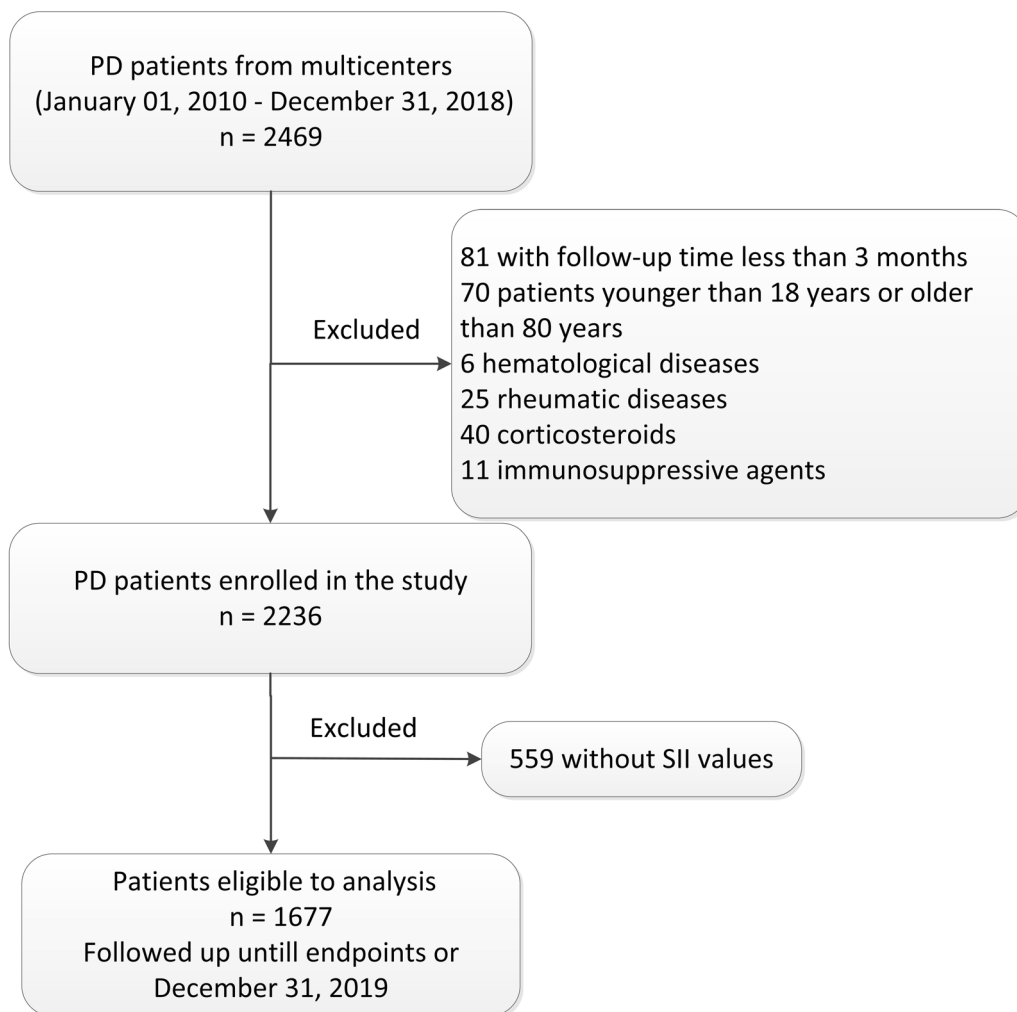 PD patients from multicenters
(January 01, 2010 - December 31, 2018)
n = 2469
81 with follow-up time less than 3 months
70 patients younger than 18 years or older
than 80 years
6 hematological diseases
25 rheumatic diseases
40 corticosteroids
11 immunosuppressive agents
Excluded
PD patients enrolled in the study
n = 2236
Excluded
559 without SII values
Patients eligible to analysis
n = 1677
Followed up untill endpoints or
December 31, 2019